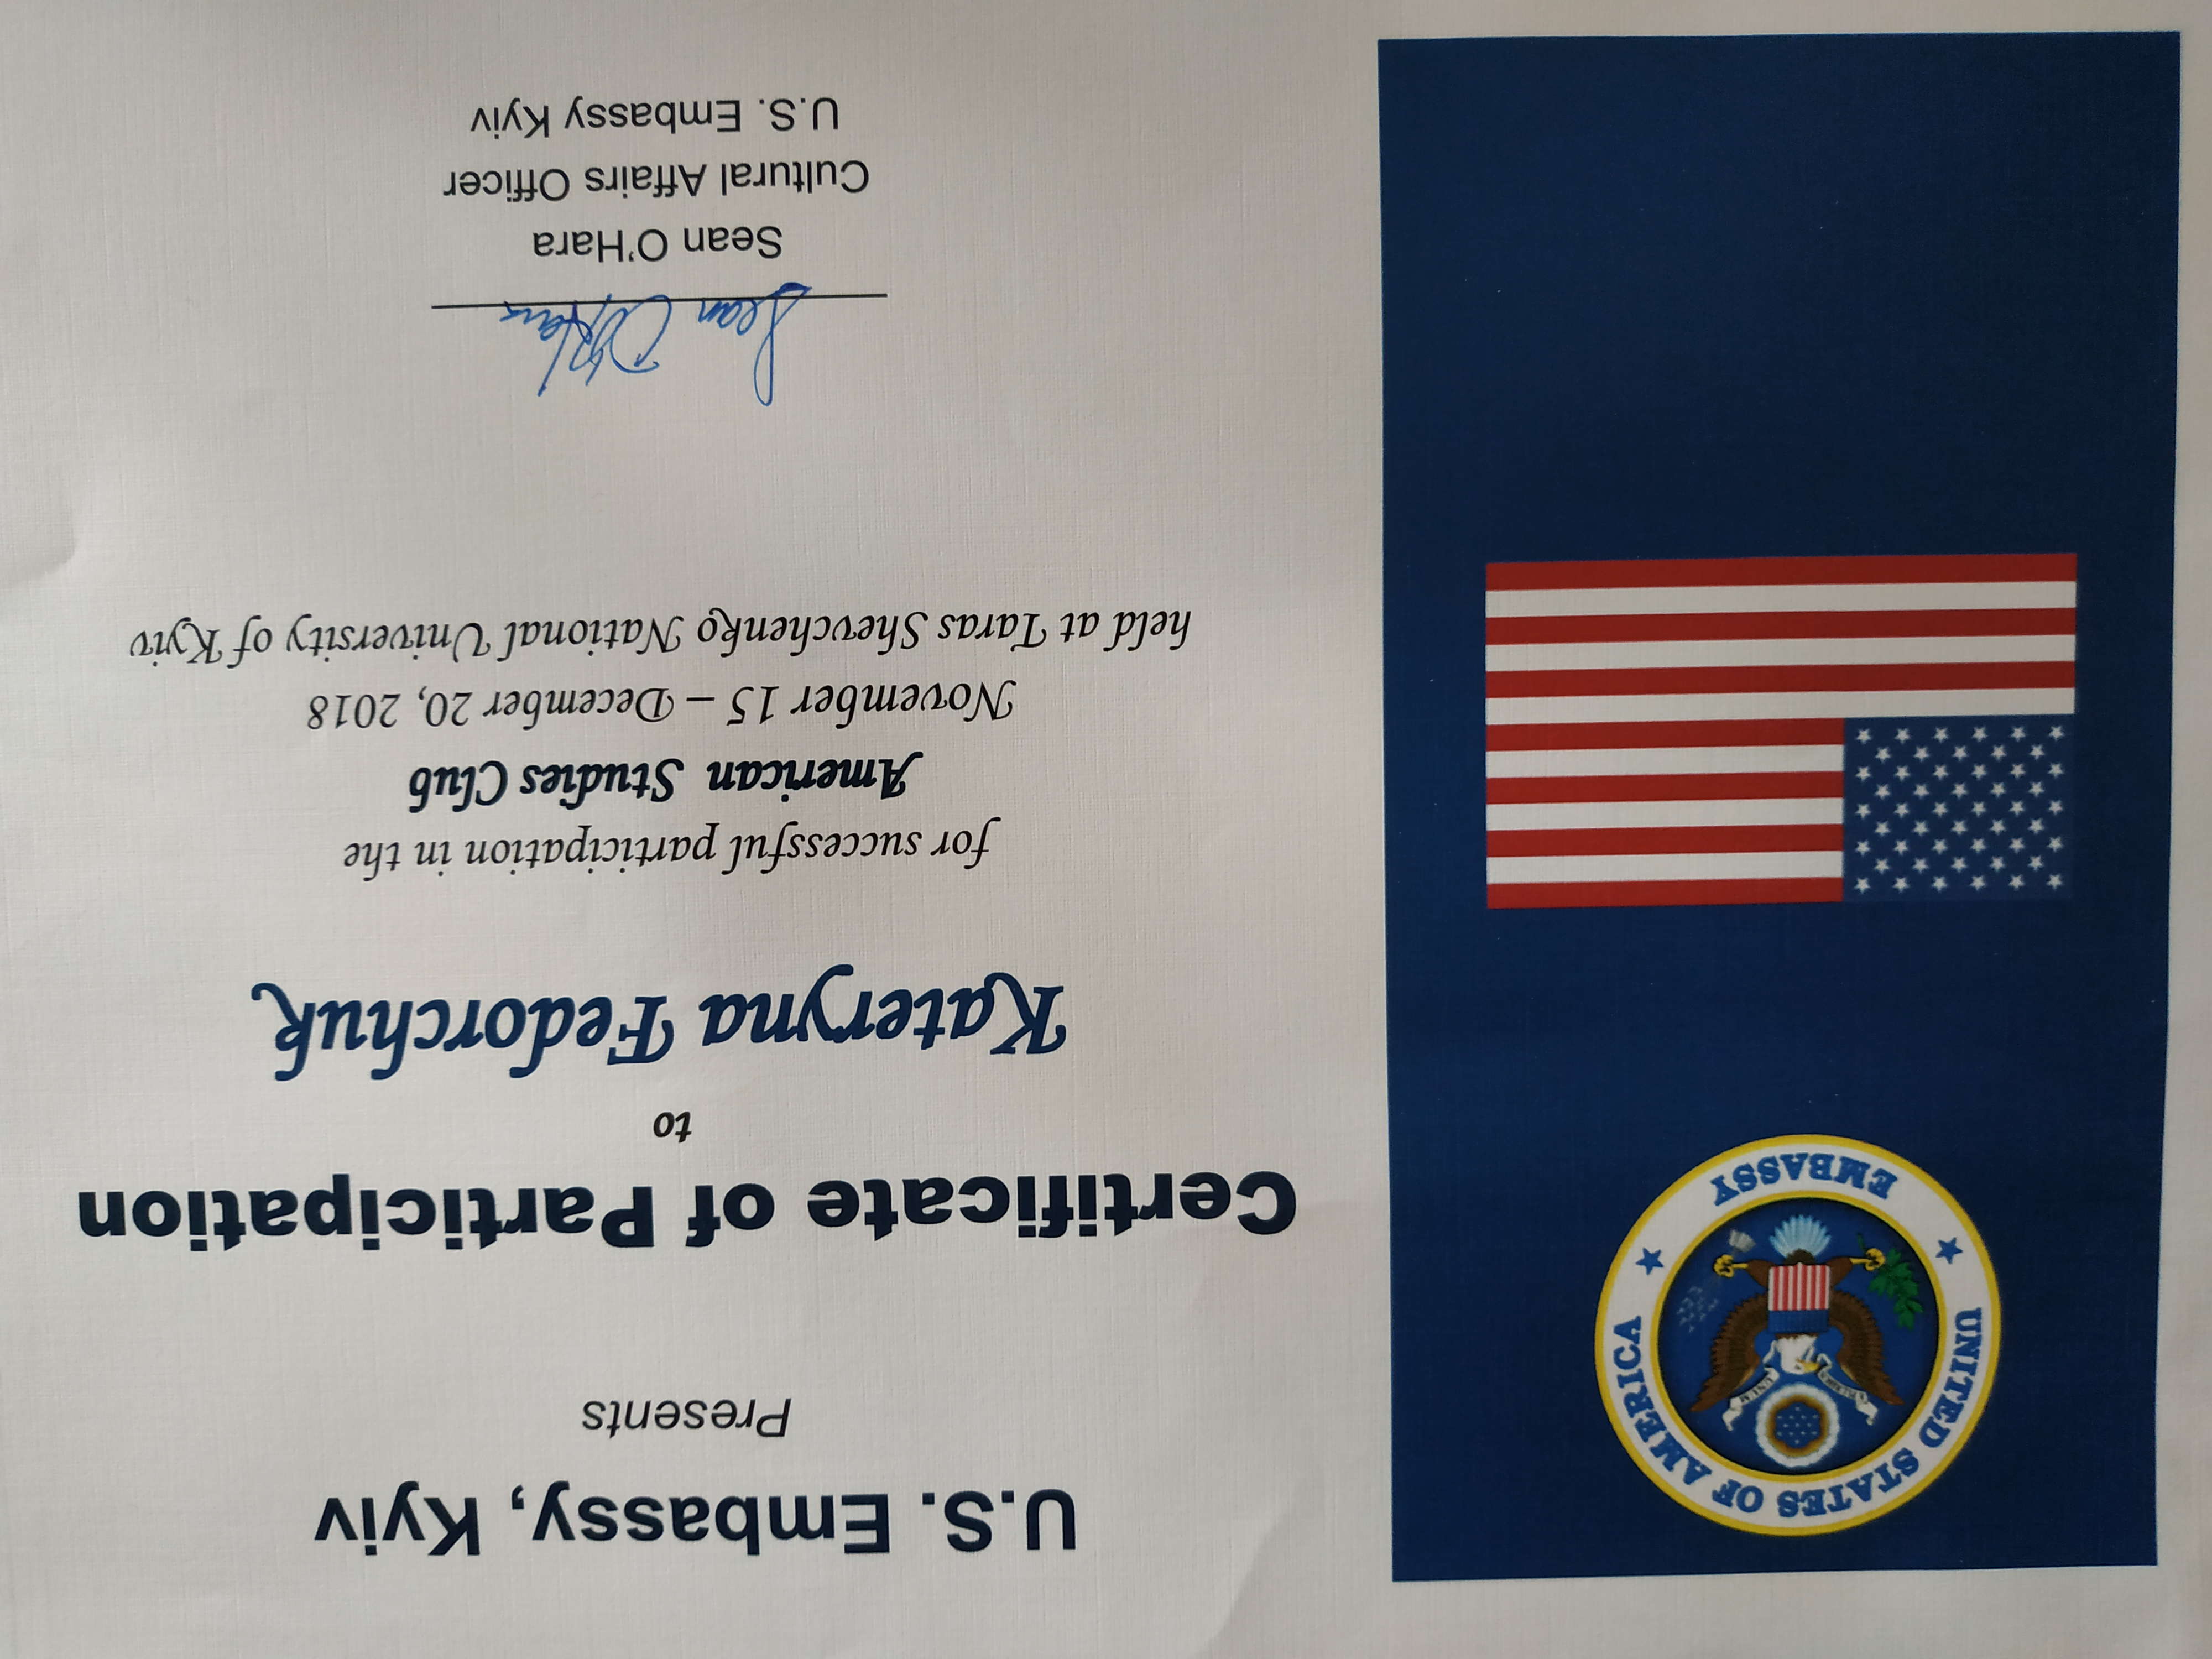 UNITED STATES OF AMERICA
EMBASSY
U.S. Embassy, Kyiv
Presents
Certificate of Participation
to
Kateryna Fedorchuk
for successful participation in the
American Studies Club
November 15 – December 20, 2018
held at Taras Shevchenko National University of Kyiv
Sean O'Hara
Sean O'Hara
Cultural Affairs Officer
U.S. Embassy Kyiv